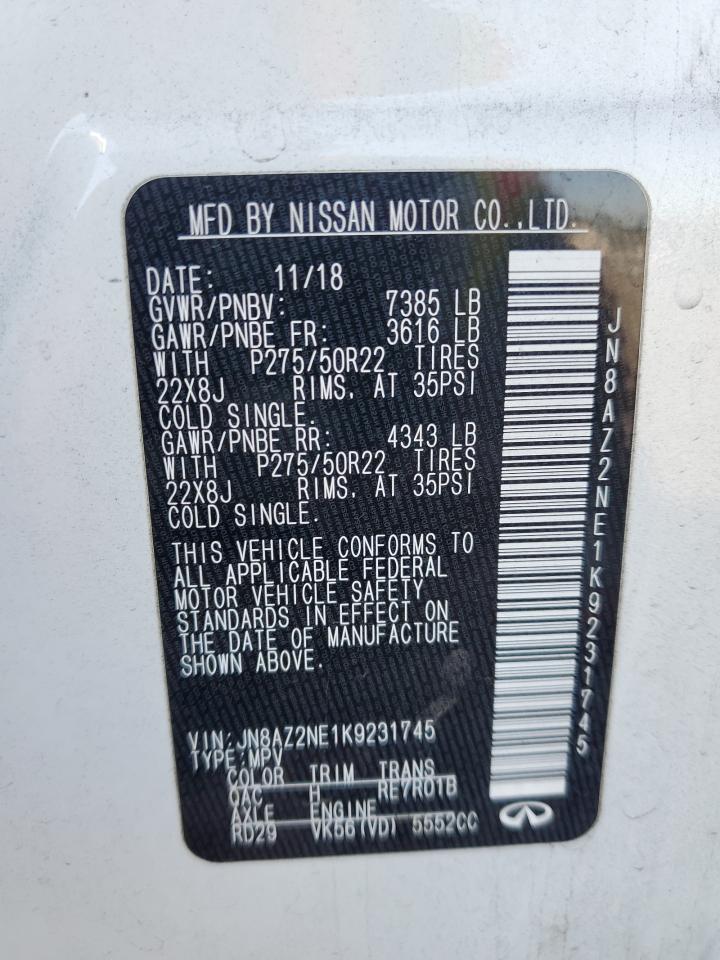 MFD BY NISSAN MOTOR CO.,LTD.
DATE: 11/18
GVWR/PNBV: 7385 LB
GAWR/PNBE FR: 3616 LB
WITH P275/50R22 TIRES
22X8J RIMS. AT 35PSI
COLD SINGLE.
GAWR/PNBE RR: 4343 LB
WITH P275/50R22 TIRES
22X8J RIMS. AT 35PSI
COLD SINGLE.
THIS VEHICLE CONFORMS TO
ALL APPLICABLE FEDERAL
MOTOR VEHICLE SAFETY
STANDARDS IN EFFECT ON
THE DATE OF MANUFACTURE
SHOWN ABOVE.
VIN:JN8AZ2NE1K9231745
TYPE:MPV
COLOR TRIM TRANS
QAC H RE7R01B
AXLE ENGINE
RD29 VK56(VD) 5552CC
JN8AZ2NE1K9231745